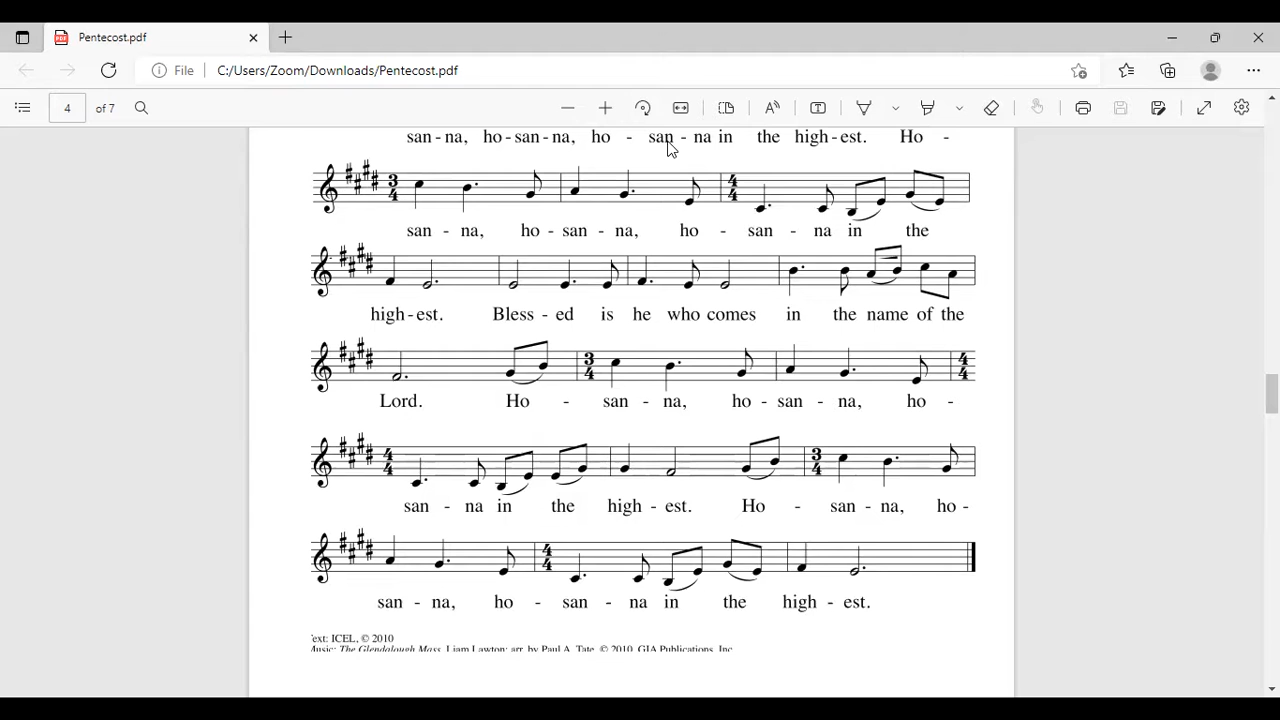 Pentecost.pdf
File C:/Users/Zoom/Downloads/Pentecost.pdf
4 of 7
san - na, ho - san - na, ho - san - na in the high - est. Ho -
san - na, ho - san - na, ho - san - na in the
high - est. Bless - ed is he who comes in the name of the
Lord. Ho - san - na, ho - san - na, ho -
san - na in the high - est. Ho - san - na, ho -
san - na, ho - san - na in the high - est.
ext: ICEL, © 2010
Music: The Glendalough Mass, Liam Lawton; arr. by Paul A. Tate, © 2010, GIA Publications, Inc